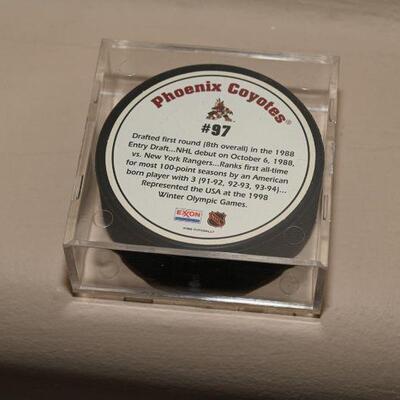 Phoenix Coyotes®
#97
Drafted first round (8th overall) in the 1988
Entry Draft...NHL debut on October 6, 1988,
vs. New York Rangers...Ranks first all-time
for most 100-point seasons by an American
born player with 3 (91-92, 92-93, 93-94)...
Represented the USA at the 1998
Winter Olympic Games.
EXXON
NHL